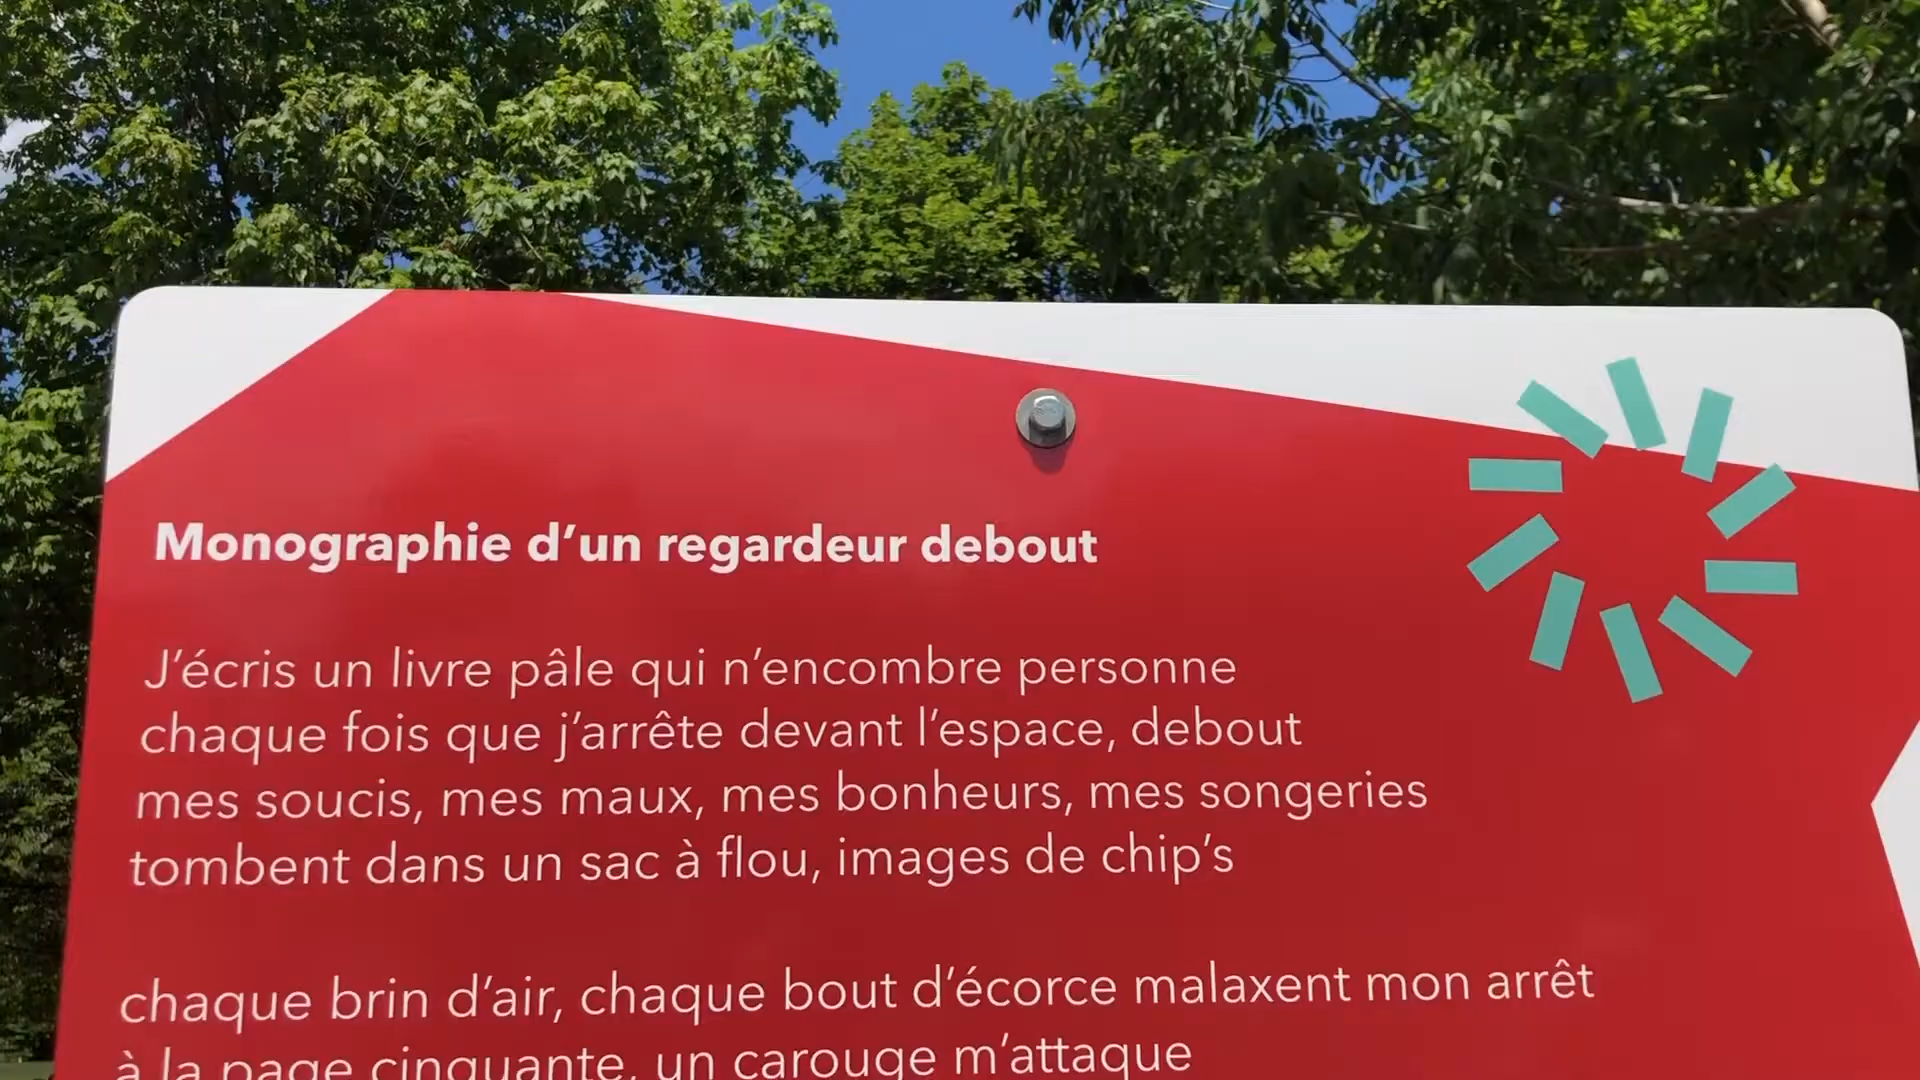 Monographie d’un regardeur debout
J’écris un livre pâle qui n’encombre personne
chaque fois que j’arrête devant l’espace, debout
mes soucis, mes maux, mes bonheurs, mes songeries
tombent dans un sac à flou, images de chip’s
chaque brin d’air, chaque bout d’écorce malaxent mon arrêt
à la page cinquante, un carouge m’attaque